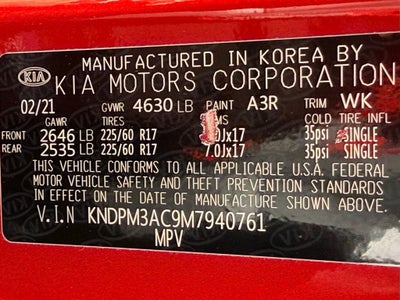 MANUFACTURED IN KOREA BY
KIA KIA MOTORS CORPORATION
02/21 GVWR 4630 LB PAINT A3R TRIM WK
GAWR TIRES COLD TIRE INFL
FRONT 2646 LB 225/60 R17 35psi SINGLE
REAR 2535 LB 225/60 R17 7.0Jx17 35psi SINGLE
THIS VEHICLE CONFORMS TO ALL APPLICABLE U.S.A. FEDERAL
MOTOR VEHICLE SAFETY AND THEFT PREVENTION STANDARDS
IN EFFECT ON THE DATE OF MANUFACTURE SHOWN ABOVE.
V.I.N KNDPM3AC9M7940761
MPV